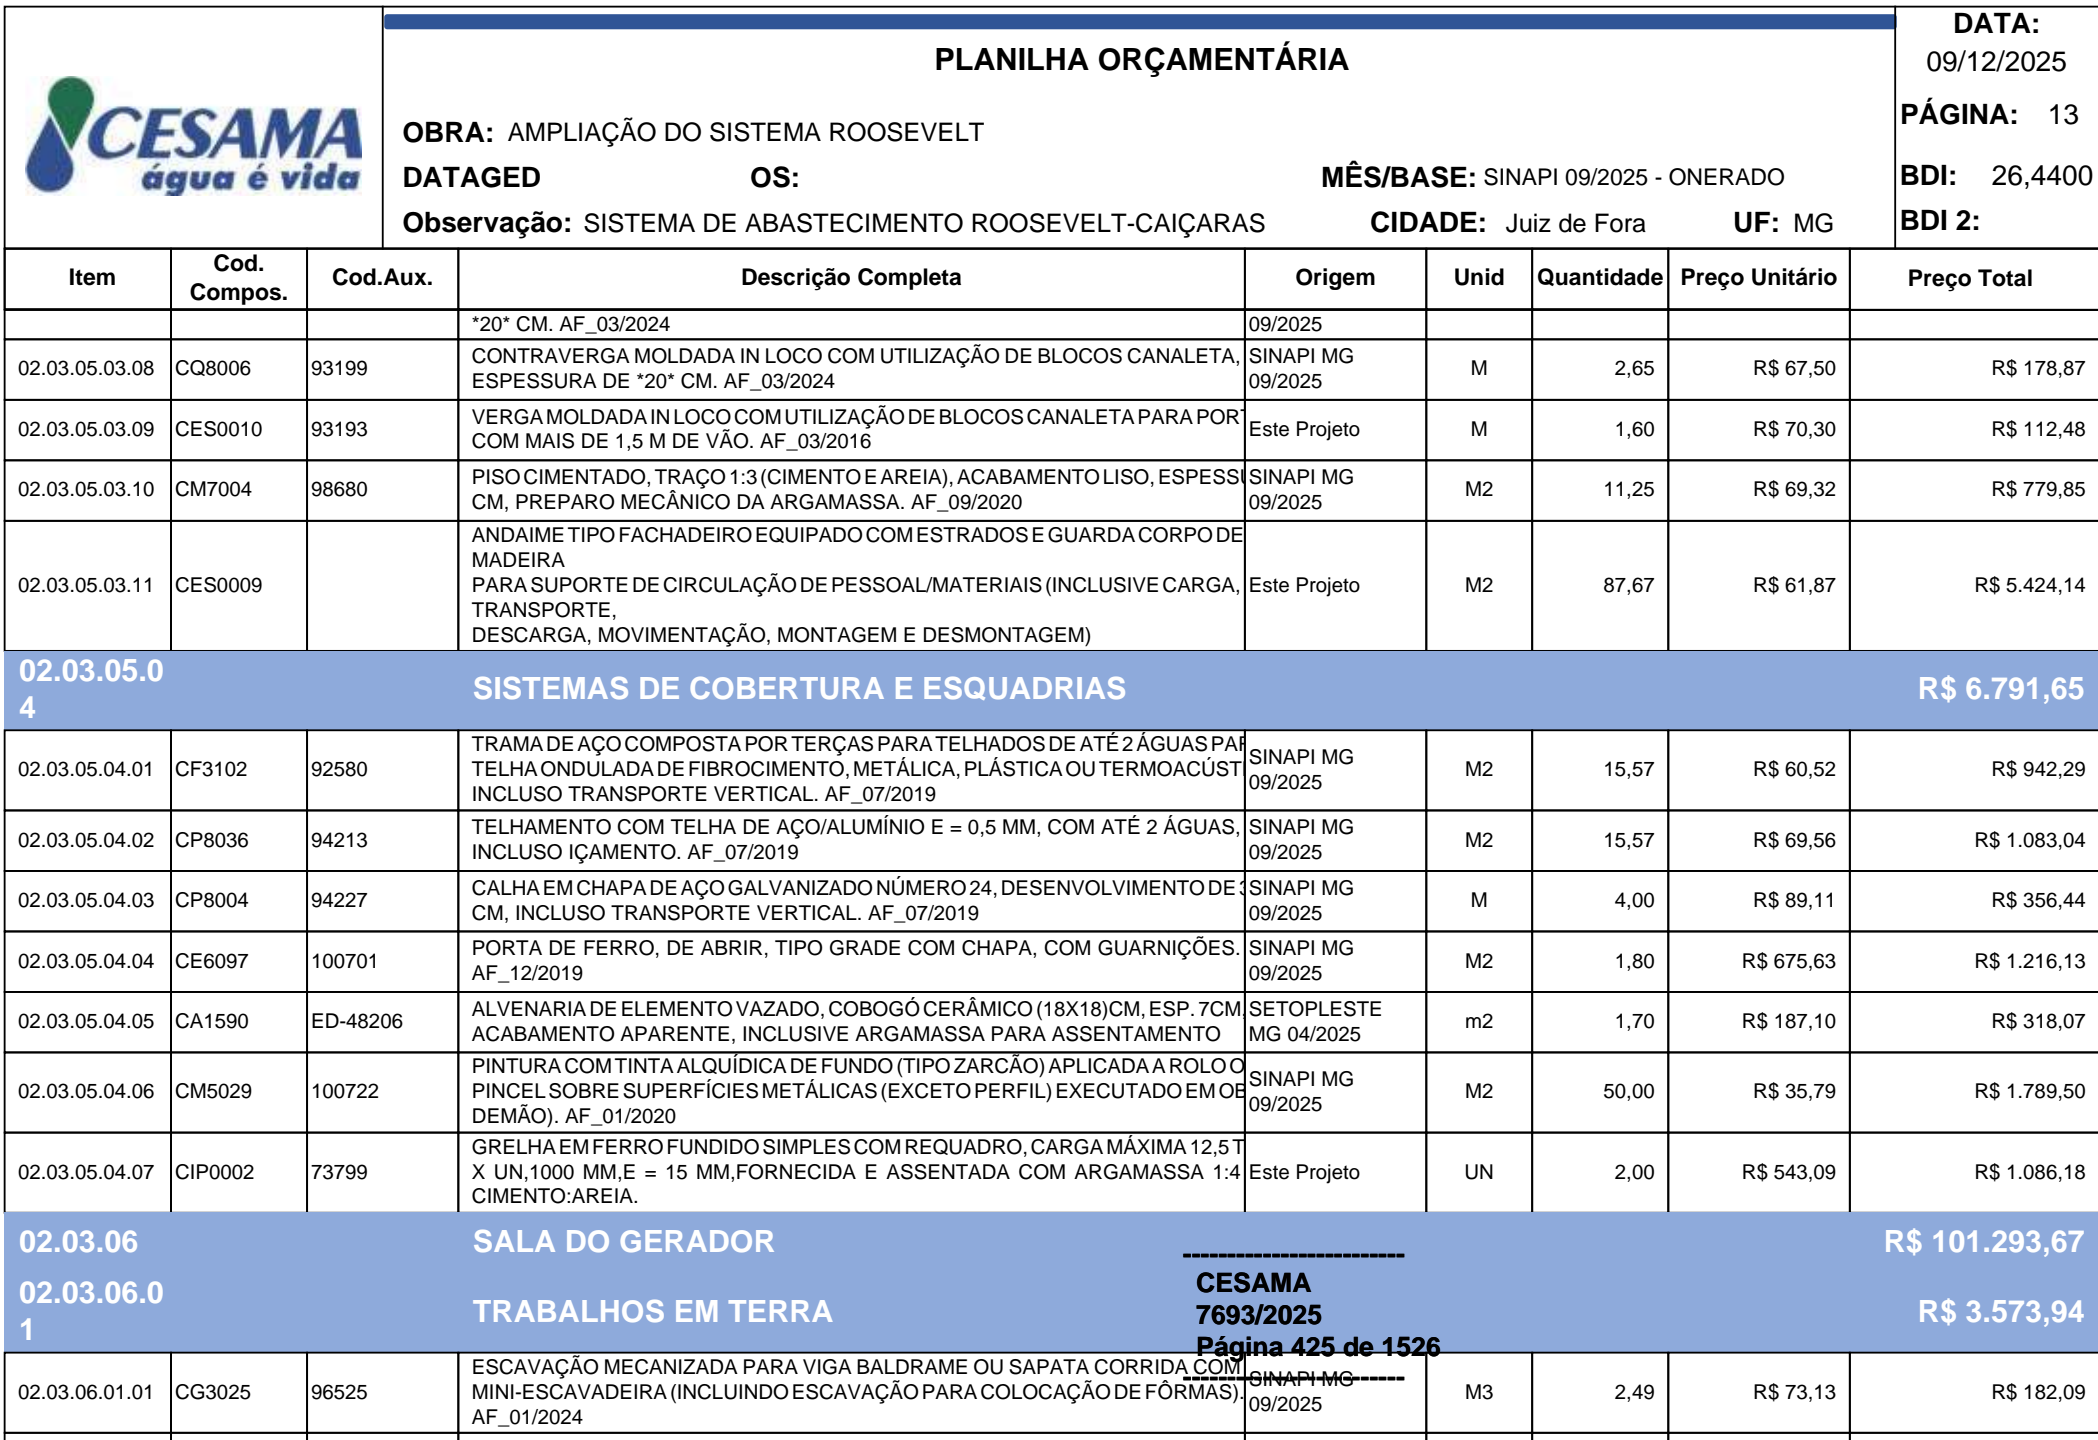 CESAMA
água é vida
PLANILHA ORÇAMENTÁRIA
OBRA: AMPLIAÇÃO DO SISTEMA ROOSEVELT
DATAGED OS: MÊS/BASE: SINAPI 09/2025 - ONERADO
Observação: SISTEMA DE ABASTECIMENTO ROOSEVELT-CAIÇARAS CIDADE: Juiz de Fora UF: MG
DATA:
09/12/2025
PÁGINA: 13
BDI: 26,4400
BDI 2:
Item Cod. Compos. Cod.Aux. Descrição Completa Origem Unid Quantidade Preço Unitário Preço Total
*20* CM. AF_03/2024 09/2025
02.03.05.03.08 CQ8006 93199 CONTRAVERGA MOLDADA IN LOCO COM UTILIZAÇÃO DE BLOCOS CANALETA, SINAPI MG M 2,65 R$ 67,50 R$ 178,87
ESPESSURA DE *20* CM. AF_03/2024 09/2025
02.03.05.03.09 CES0010 93193 VERGA MOLDADA IN LOCO COM UTILIZAÇÃO DE BLOCOS CANALETA PARA POR Este Projeto M 1,60 R$ 70,30 R$ 112,48
COM MAIS DE 1,5 M DE VÃO. AF_03/2016
02.03.05.03.10 CM7004 98680 PISO CIMENTADO, TRAÇO 1:3 (CIMENTO E AREIA), ACABAMENTO LISO, ESPESS SINAPI MG M2 11,25 R$ 69,32 R$ 779,85
CM, PREPARO MECÂNICO DA ARGAMASSA. AF_09/2020 09/2025
02.03.05.03.11 CES0009 ANDAIME TIPO FACHADEIRO EQUIPADO COM ESTRADOS E GUARDA CORPO DE Este Projeto M2 87,67 R$ 61,87 R$ 5.424,14
MADEIRA
PARA SUPORTE DE CIRCULAÇÃO DE PESSOAL/MATERIAIS (INCLUSIVE CARGA,
TRANSPORTE,
DESCARGA, MOVIMENTAÇÃO, MONTAGEM E DESMONTAGEM)
02.03.05.0
4 SISTEMAS DE COBERTURA E ESQUADRIAS R$ 6.791,65
02.03.05.04.01 CF3102 92580 TRAMA DE AÇO COMPOSTA POR TERÇAS PARA TELHADOS DE ATÉ 2 ÁGUAS PAR SINAPI MG M2 15,57 R$ 60,52 R$ 942,29
TELHA ONDULADA DE FIBROCIMENTO, METÁLICA, PLÁSTICA OU TERMOACÚST 09/2025
INCLUSO TRANSPORTE VERTICAL. AF_07/2019
02.03.05.04.02 CP8036 94213 TELHAMENTO COM TELHA DE AÇO/ALUMÍNIO E = 0,5 MM, COM ATÉ 2 ÁGUAS, SINAPI MG M2 15,57 R$ 69,56 R$ 1.083,04
INCLUSO IÇAMENTO. AF_07/2019 09/2025
02.03.05.04.03 CP8004 94227 CALHA EM CHAPA DE AÇO GALVANIZADO NÚMERO 24, DESENVOLVIMENTO DE SINAPI MG M 4,00 R$ 89,11 R$ 356,44
CM, INCLUSO TRANSPORTE VERTICAL. AF_07/2019 09/2025
02.03.05.04.04 CE6097 100701 PORTA DE FERRO, DE ABRIR, TIPO GRADE COM CHAPA, COM GUARNIÇÕES. SINAPI MG M2 1,80 R$ 675,63 R$ 1.216,13
AF_12/2019 09/2025
02.03.05.04.05 CA1590 ED-48206 ALVENARIA DE ELEMENTO VAZADO, COBOGÓ CERÂMICO (18X18)CM, ESP. 7CM, SETOPLESTE m2 1,70 R$ 187,10 R$ 318,07
ACABAMENTO APARENTE, INCLUSIVE ARGAMASSA PARA ASSENTAMENTO MG 04/2025
02.03.05.04.06 CM5029 100722 PINTURA COM TINTA ALQUÍDICA DE FUNDO (TIPO ZARCÃO) APLICADA A ROLO O SINAPI MG M2 50,00 R$ 35,79 R$ 1.789,50
PINCEL SOBRE SUPERFÍCIES METÁLICAS (EXCETO PERFIL) EXECUTADO EM OB 09/2025
DEMÃO). AF_01/2020
02.03.05.04.07 CIP0002 73799 GRELHA EM FERRO FUNDIDO SIMPLES COM REQUADRO, CARGA MÁXIMA 12,5 T Este Projeto UN 2,00 R$ 543,09 R$ 1.086,18
X UN,1000 MM,E = 15 MM,FORNECIDA E ASSENTADA COM ARGAMASSA 1:4
CIMENTO:AREIA.
02.03.06 SALA DO GERADOR R$ 101.293,67
02.03.06.0
1 TRABALHOS EM TERRA R$ 3.573,94
-------------------------
CESAMA
7693/2025
Página 425 de 1526
-------------------------
02.03.06.01.01 CG3025 96525 ESCAVAÇÃO MECANIZADA PARA VIGA BALDRAME OU SAPATA CORRIDA COM SINAPI MG M3 2,49 R$ 73,13 R$ 182,09
MINI-ESCAVADEIRA (INCLUINDO ESCAVAÇÃO PARA COLOCAÇÃO DE FÔRMAS). 09/2025
AF_01/2024